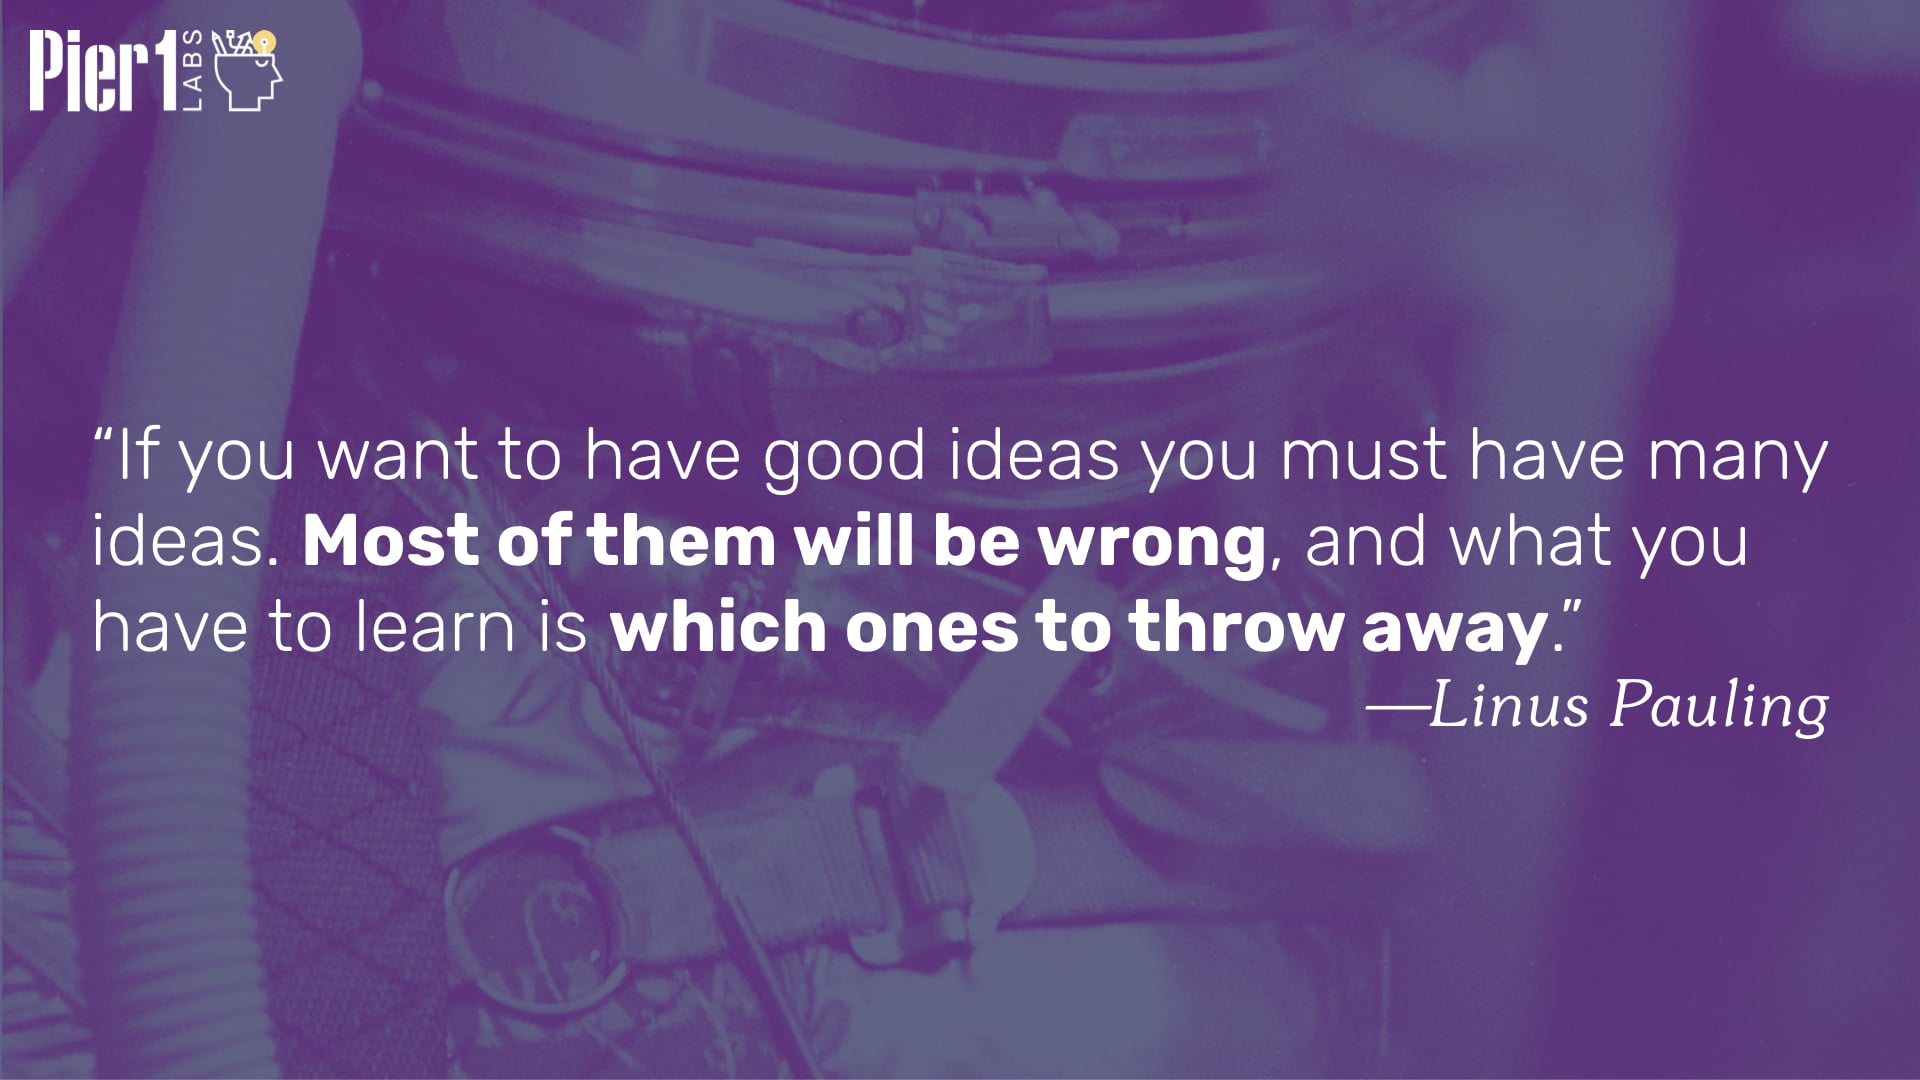 Pier1
LABS
“If you want to have good ideas you must have many
ideas. Most of them will be wrong, and what you
have to learn is which ones to throw away.”
—Linus Pauling